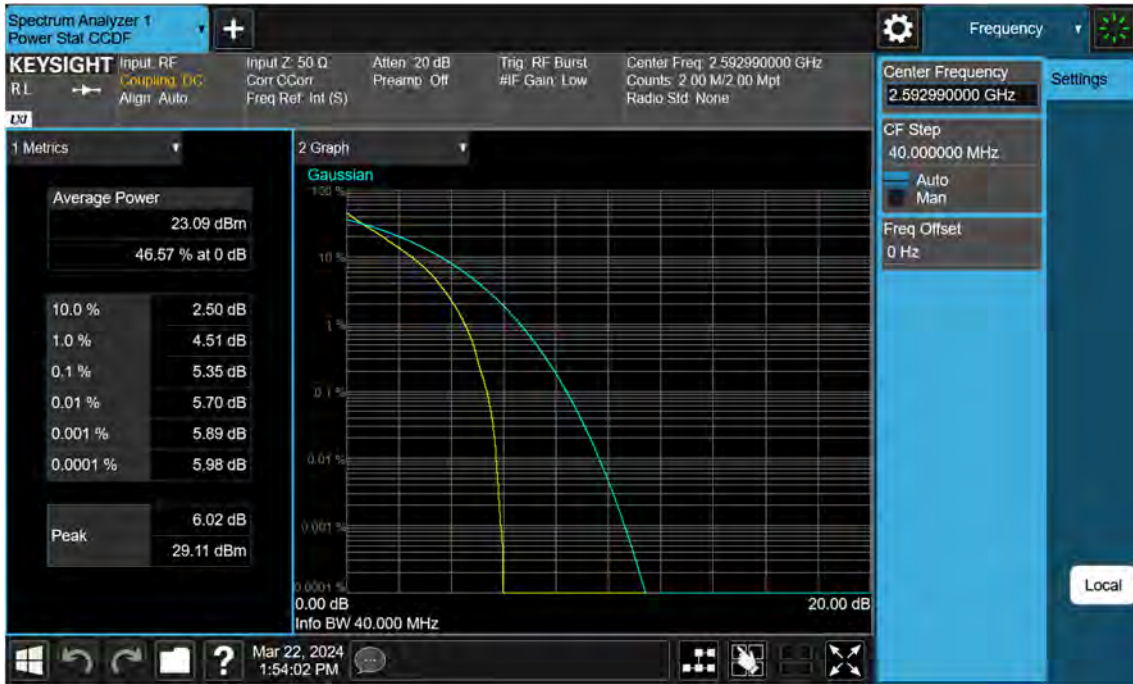 Spectrum Analyzer 1
Power Stat CCDF
+
Frequency
KEYSIGHT
RL
LXI
Input: RF
Coupling: DC
Align: Auto
Input Z: 50 Ω
Corr CCorr
Freq Ref: Int (S)
Atten: 20 dB
Preamp: Off
Trig: RF Burst
#IF Gain: Low
Center Freq: 2.592990000 GHz
Counts: 2.00 M/2.00 Mpt
Radio Std: None
Center Frequency
2.592990000 GHz
Settings
CF Step
40.000000 MHz
Auto
Man
Freq Offset
0 Hz
Local
1 Metrics
Average Power
23.09 dBm
46.57 % at 0 dB
10.0 % 2.50 dB
1.0 % 4.51 dB
0.1 % 5.35 dB
0.01 % 5.70 dB
0.001 % 5.89 dB
0.0001 % 5.98 dB
Peak
6.02 dB
29.11 dBm
2 Graph
Gaussian
100 %
10 %
1 %
0.1 %
0.01 %
0.001 %
0.0001 %
0.00 dB 20.00 dB
Info BW 40.000 MHz
?
Mar 22, 2024
1:54:02 PM